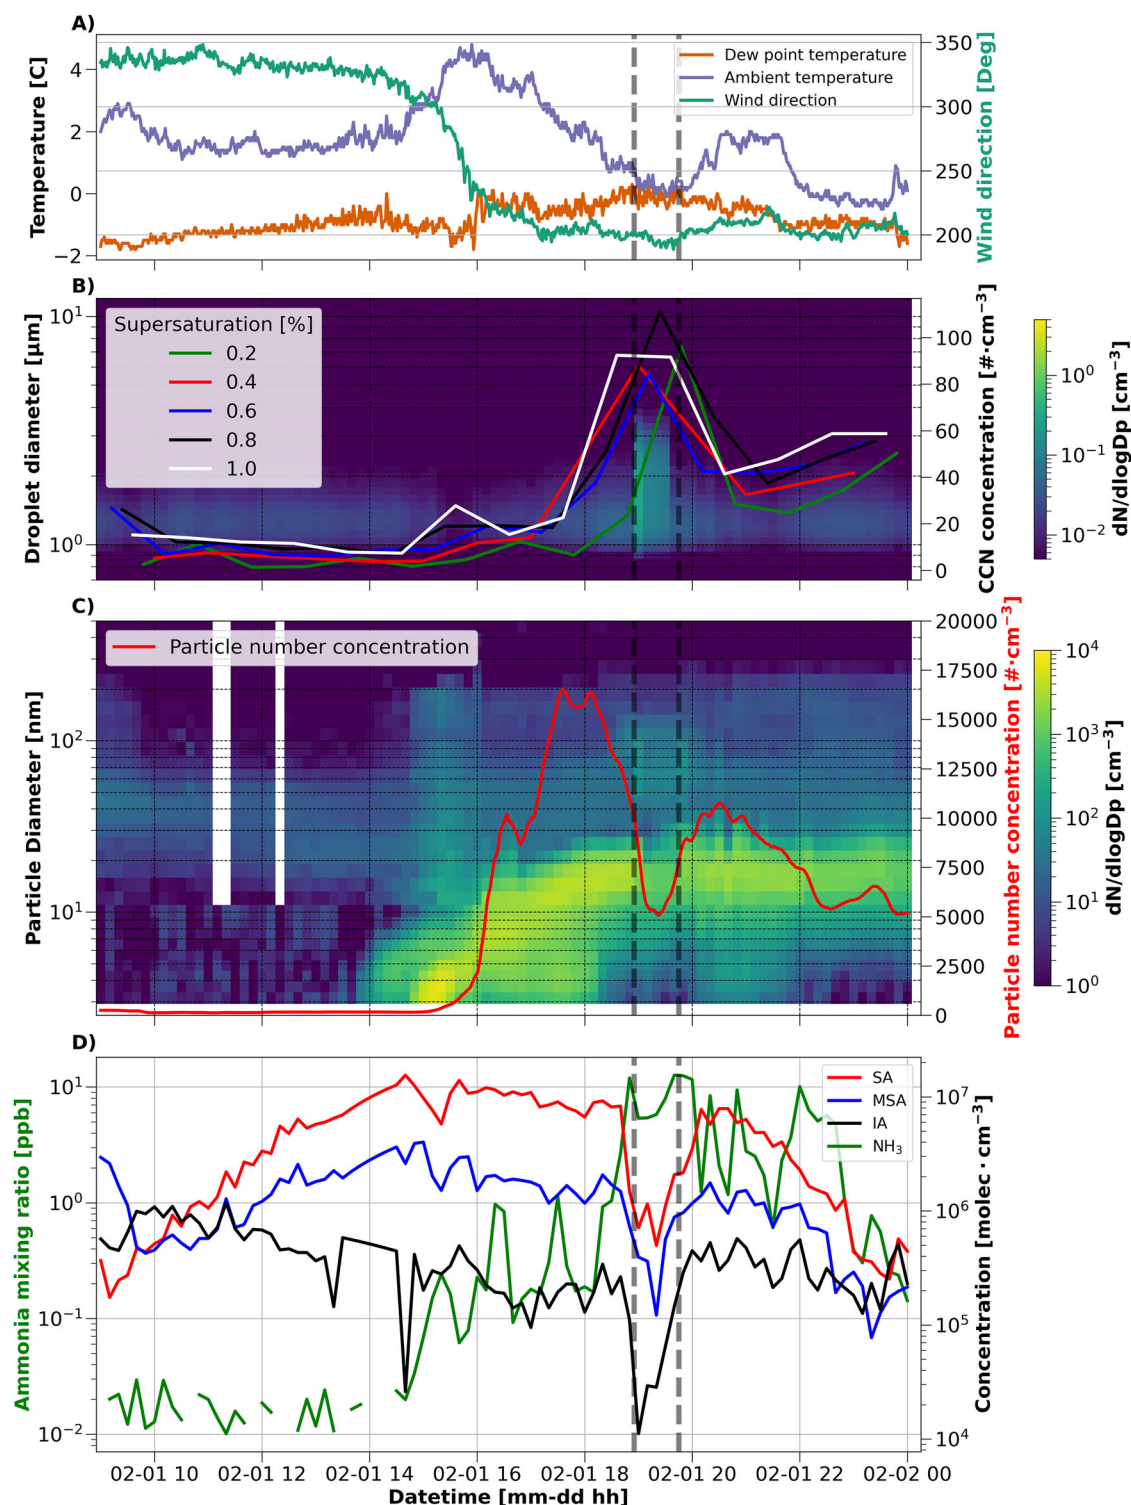 A)
Temperature [C]
4
2
0
−2
Dew point temperature
Ambient temperature
Wind direction
350
300
250
200
Wind direction [Deg]
B)
Droplet diameter [μm]
10¹
10⁰
Supersaturation [%]
0.2
0.4
0.6
0.8
1.0
100
80
60
40
20
0
CCN concentration [#·cm⁻³]
10⁰
10⁻¹
10⁻²
dN/dlogDp [cm⁻³]
C)
Particle Diameter [nm]
10²
10¹
Particle number concentration
20000
17500
15000
12500
10000
7500
5000
2500
0
Particle number concentration [#·cm⁻³]
10⁴
10³
10²
10¹
10⁰
dN/dlogDp [cm⁻³]
D)
Ammonia mixing ratio [ppb]
10¹
10⁰
10⁻¹
10⁻²
SA
MSA
IA
NH₃
10⁷
10⁶
10⁵
10⁴
Concentration [molec·cm⁻³]
02-01 10 02-01 12 02-01 14 02-01 16 02-01 18 02-01 20 02-01 22 02-02 00
Datetime [mm-dd hh]